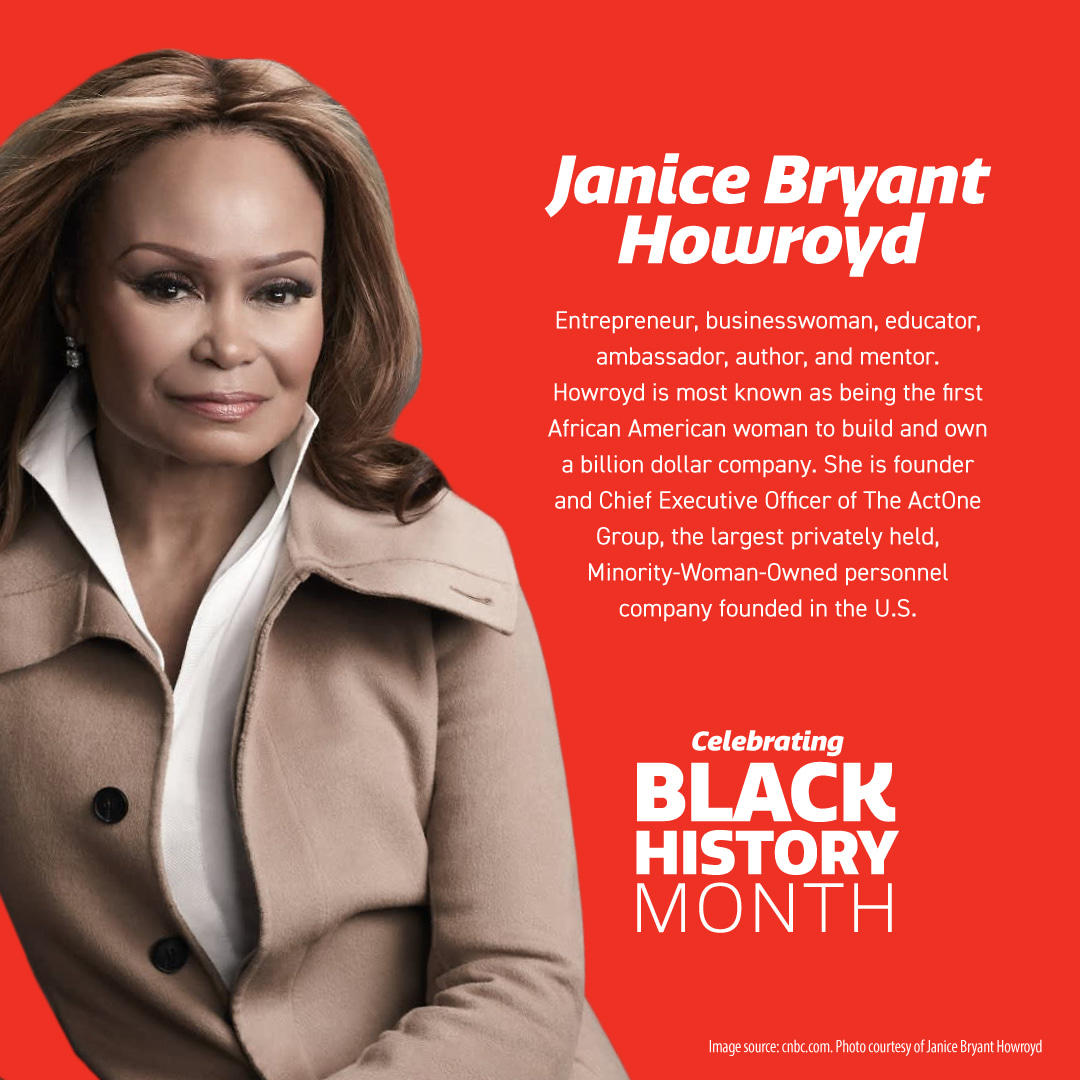 Janice Bryant
Howroyd
Entrepreneur, businesswoman, educator,
ambassador, author, and mentor.
Howroyd is most known as being the first
African American woman to build and own
a billion dollar company. She is founder
and Chief Executive Officer of The ActOne
Group, the largest privately held,
Minority-Woman-Owned personnel
company founded in the U.S.
Celebrating
BLACK
HISTORY
MONTH
Image source: cnbc.com. Photo courtesy of Janice Bryant Howroyd